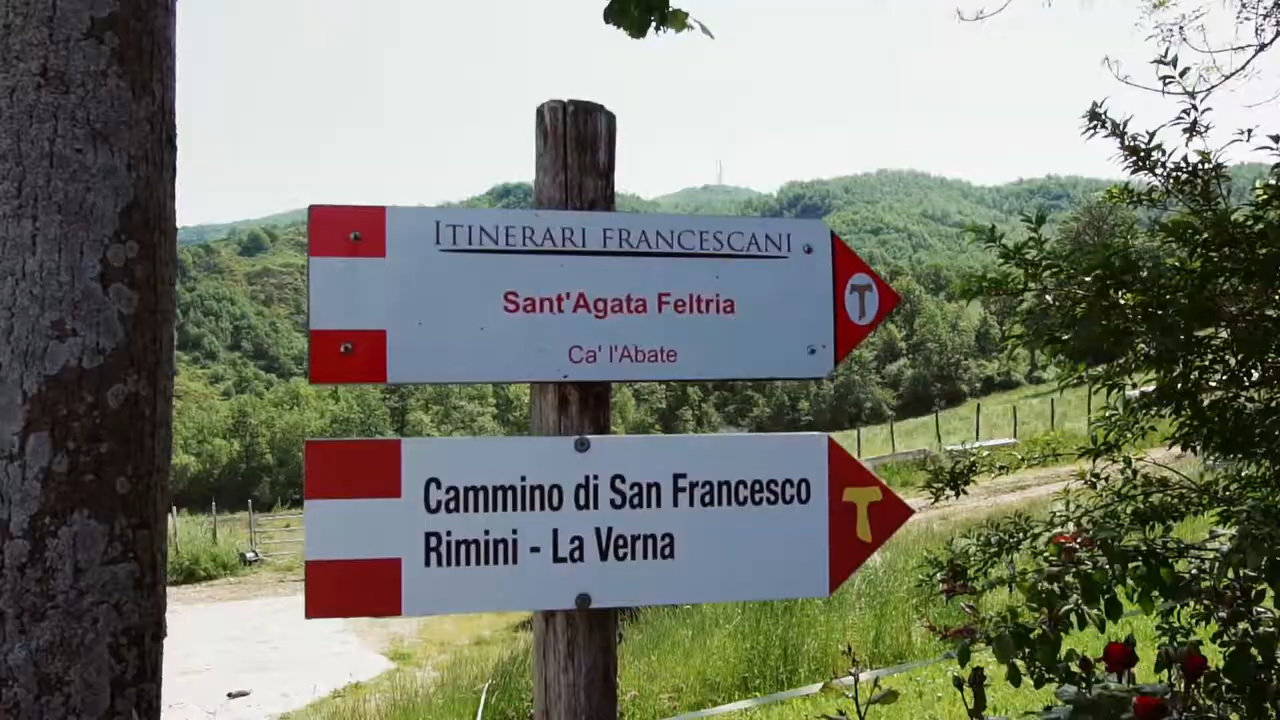 ITINERARI FRANCESCANI
Sant'Agata Feltria
Ca' l'Abate
Cammino di San Francesco
Rimini - La Verna